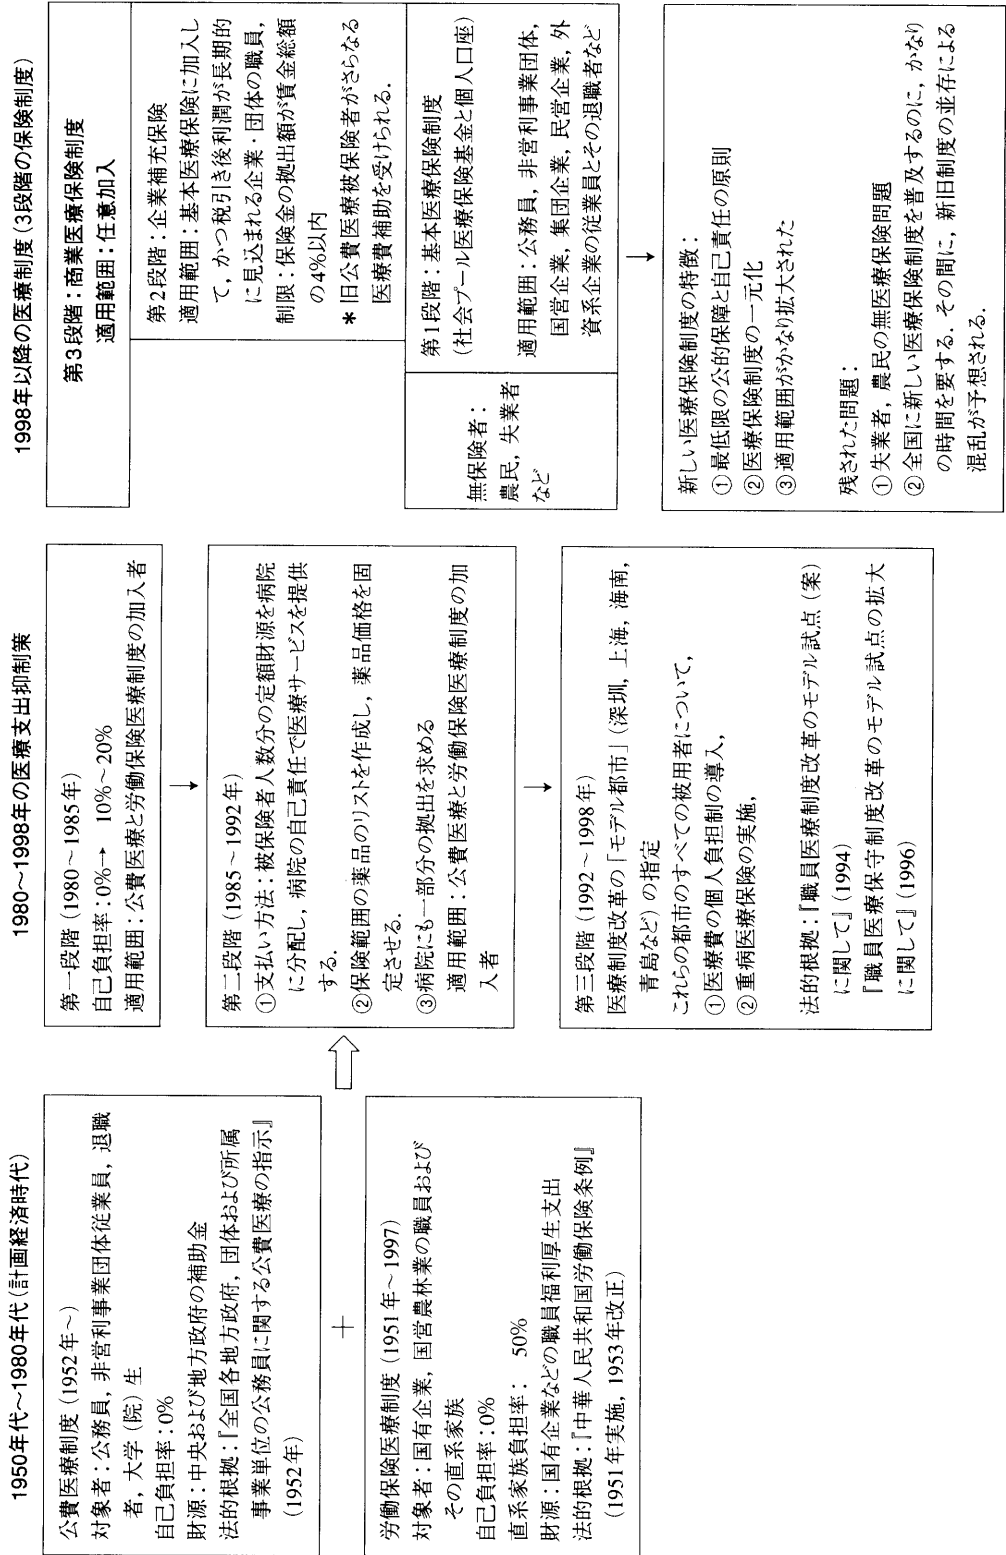 1950年代～1980年代（計画経済時代）
公費医療制度（1952年～）
対象者：公務員，非営利事業団体従業員，退職
者，大学（院）生
自己負担率：0%
財源：中央および地方政府の補助金
法的根拠：『全国各地方政府，団体および所属
事業単位の公務員に関する公費医療の指示』
（1952年）
＋
労働保険医療制度（1951年～1997）
対象者：国有企業，国営農林業の職員および
その直系家族
自己負担率：0%
直系家族負担率： 50%
財源：国有企業などの職員福利厚生支出
法的根拠：『中華人民共和国労働保険条例』
（1951年実施，1953年改正）
1980～1998年の医療支出抑制策
第一段階（1980～1985年）
自己負担率：0%→ 10%～20%
適用範囲：公費医療と労働保険医療制度の加入者
第二段階（1985～1992年）
①支払い方法：被保険者人数分の定額財源を病院
に分配し，病院の自己責任で医療サービスを提供
する．
②保険範囲の薬品のリストを作成し，薬品価格を固
定させる．
③病院にも一部分の拠出を求める
適用範囲：公費医療と労働保険医療制度の加
入者
第三段階（1992～1998年）
医療制度改革の「モデル都市」（深圳，上海，海南，
青島など）の指定
これらの都市のすべての被用者について，
①医療費の個人負担制の導入，
②重病医療保険の実施，
法的根拠：『職員医療制度改革のモデル試点（案）
に関して』（1994）
『職員医療保守制度改革のモデル試点の拡大
に関して』（1996）
1998年以降の医療制度（3段階の保険制度）
第3段階：商業医療保険制度
適用範囲：任意加入
第2段階：企業補充保険
適用範囲：基本医療保険に加入し
て，かつ税引き後利潤が長期的
に見込まれる企業・団体の職員，
制限：保険金の拠出額が賃金総額
の4%以内
＊旧公費医療被保険者がさらなる
医療費補助を受けられる．
無保険者：
農民，失業者
など
第1段階：基本医療保険制度
（社会プール医療保険基金と個人口座）
適用範囲：公務員，非営利事業団体，
国営企業，集団企業，民営企業，外
資系企業の従業員とその退職者など
新しい医療保険制度の特徴：
①最低限の公的保障と自己責任の原則
②医療保険制度の一元化
③適用範囲がかなり拡大された
残された問題：
①失業者，農民の無医療保険問題
②全国に新しい医療保険制度を普及するのに，かなり
の時間を要する．その間に，新旧制度の並存による
混乱が予想される．